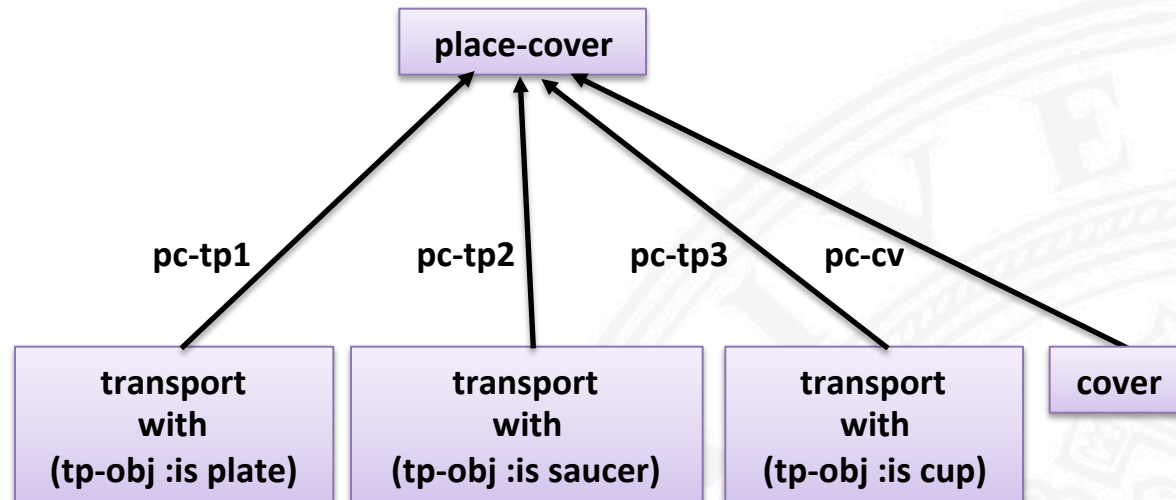 place-cover
pc-tp1
pc-tp2
pc-tp3
pc-cv
transport
with
(tp-obj :is plate)
transport
with
(tp-obj :is saucer)
transport
with
(tp-obj :is cup)
cover
V E
I